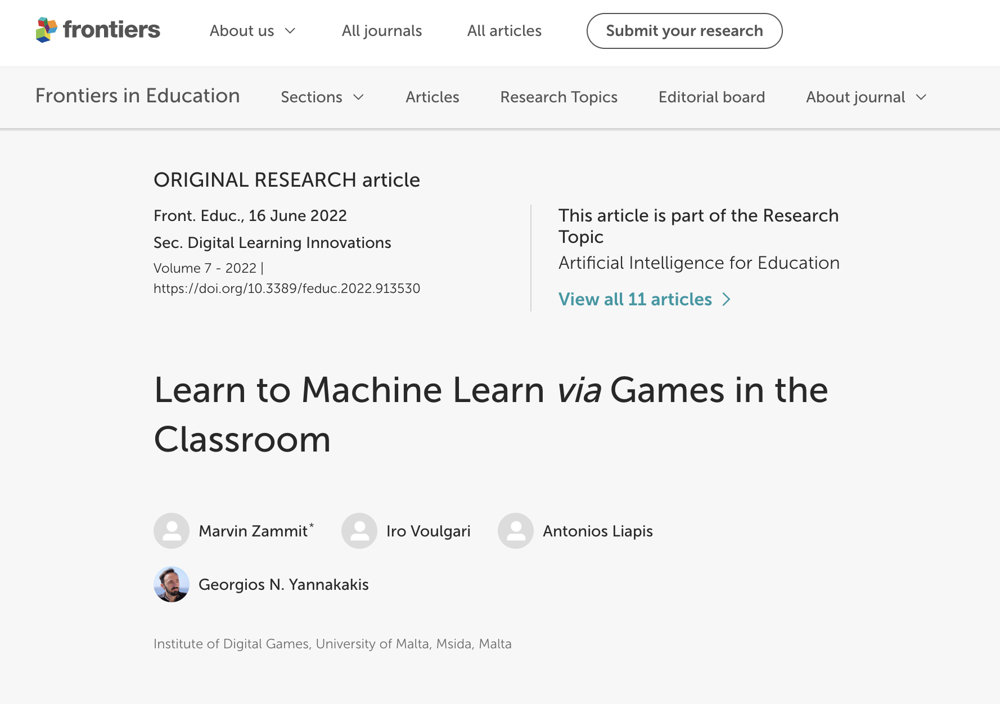 frontiers
About us
All journals
All articles
Submit your research
Frontiers in Education
Sections
Articles
Research Topics
Editorial board
About journal
ORIGINAL RESEARCH article
Front. Educ., 16 June 2022
Sec. Digital Learning Innovations
Volume 7 - 2022 |
https://doi.org/10.3389/feduc.2022.913530
This article is part of the Research
Topic
Artificial Intelligence for Education
View all 11 articles
Learn to Machine Learn via Games in the
Classroom
Marvin Zammit*
Iro Voulgari
Antonios Liapis
Georgios N. Yannakakis
Institute of Digital Games, University of Malta, Msida, Malta